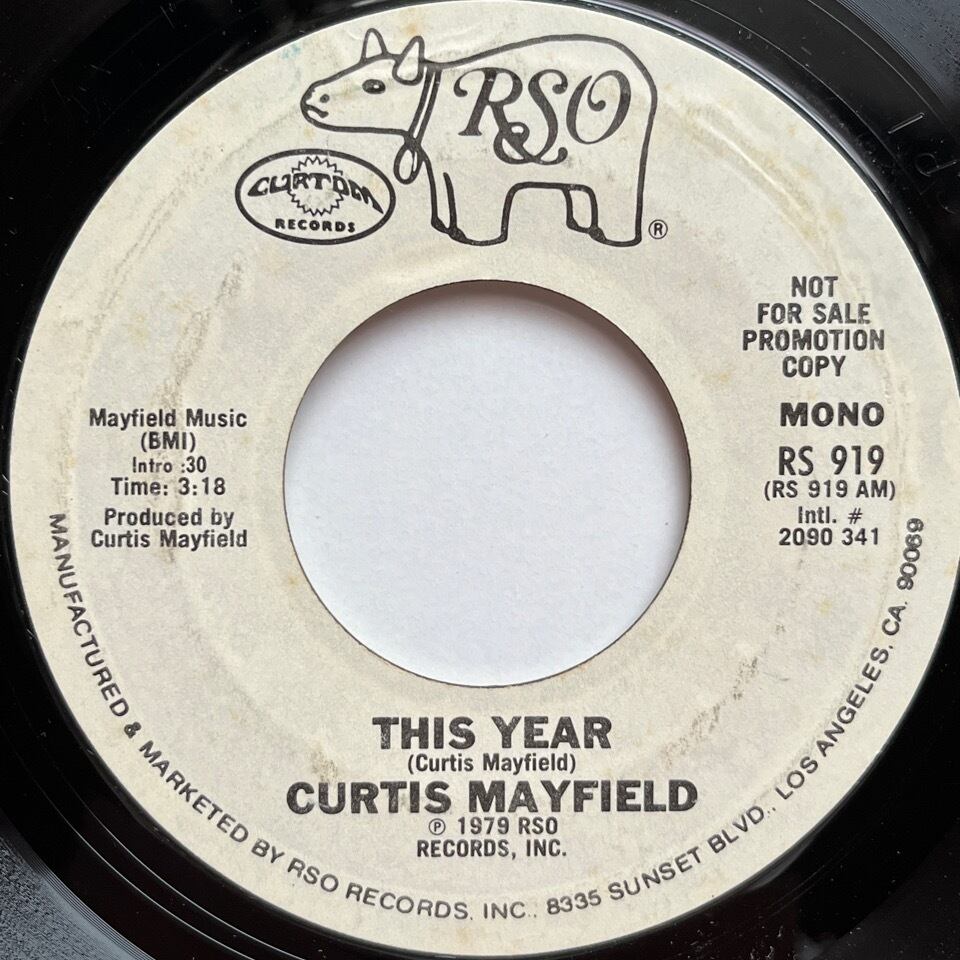 RSO
®
CURTOM
RECORDS
NOT
FOR SALE
PROMOTION
COPY
MONO
RS 919
(RS 919 AM)
Intl. #
2090 341
Mayfield Music
(BMI)
Intro :30
Time: 3:18
Produced by
Curtis Mayfield
THIS YEAR
(Curtis Mayfield)
CURTIS MAYFIELD
℗ 1979 RSO
RECORDS, INC.
MANUFACTURED & MARKETED BY RSO RECORDS, INC., 8335 SUNSET BLVD., LOS ANGELES, CA. 90069